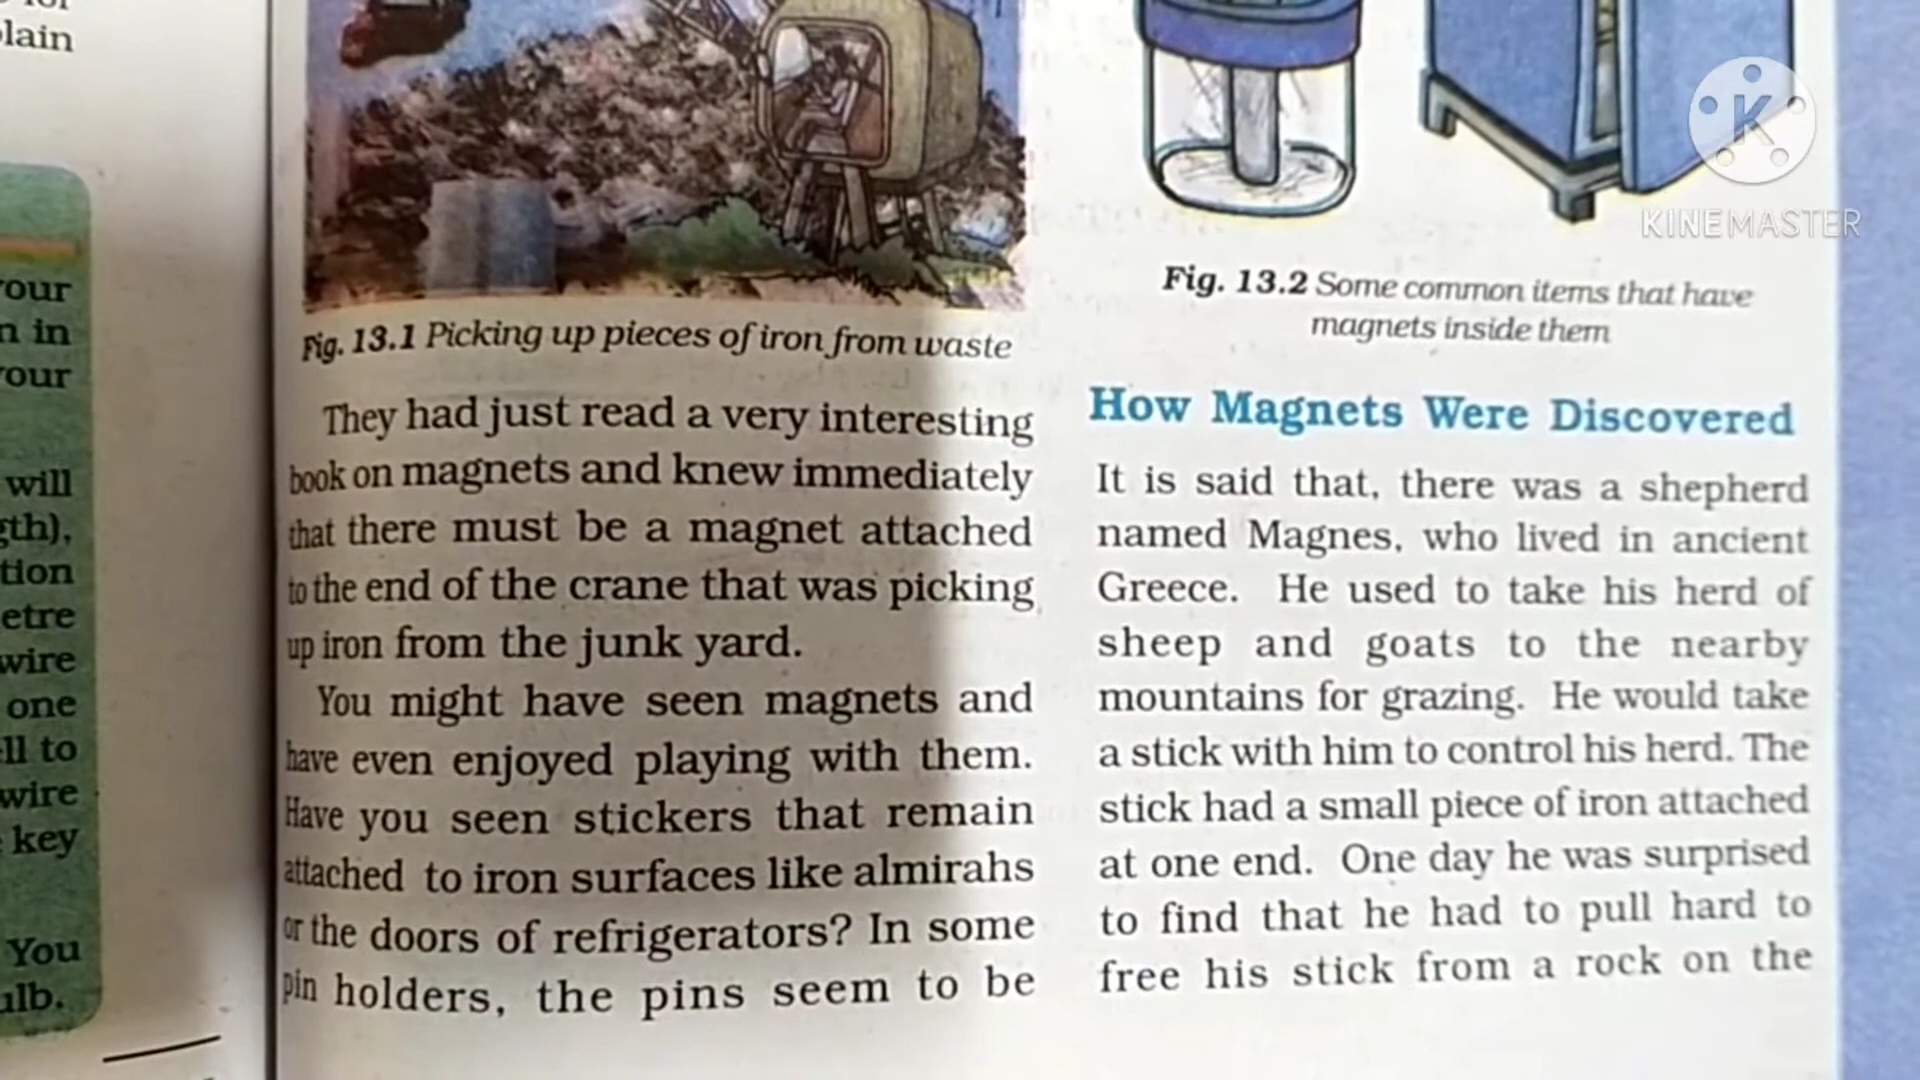 lain
your
n in
your
will
gth),
tion
etre
wire
one
ll to
wire
key
You
ulb.
Fig. 13.1 Picking up pieces of iron from waste
They had just read a very interesting
book on magnets and knew immediately
that there must be a magnet attached
to the end of the crane that was picking
up iron from the junk yard.
You might have seen magnets and
have even enjoyed playing with them.
Have you seen stickers that remain
attached to iron surfaces like almirahs
or the doors of refrigerators? In some
pin holders, the pins seem to be
K
KINEMASTER
Fig. 13.2 Some common items that have
magnets inside them
How Magnets Were Discovered
It is said that, there was a shepherd
named Magnes, who lived in ancient
Greece. He used to take his herd of
sheep and goats to the nearby
mountains for grazing. He would take
a stick with him to control his herd. The
stick had a small piece of iron attached
at one end. One day he was surprised
to find that he had to pull hard to
free his stick from a rock on the